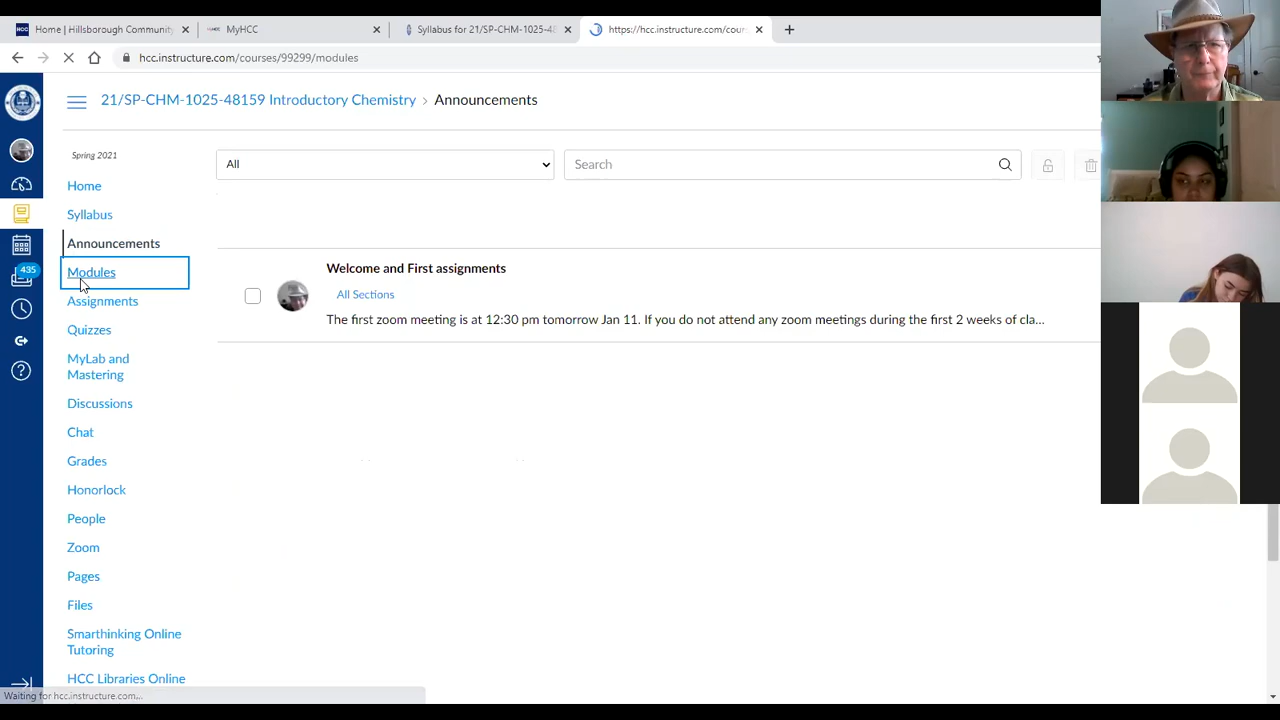 Home | Hillsborough Community
HCC MyHCC
Syllabus for 21/SP-CHM-1025-48
https://hcc.instructure.com/cour
hcc.instructure.com/courses/99299/modules
21/SP-CHM-1025-48159 Introductory Chemistry > Announcements
Spring 2021
All
Search
Home
Syllabus
Announcements
Modules
435
Assignments
Quizzes
MyLab and
Mastering
Discussions
Chat
Grades
Honorlock
People
Zoom
Pages
Files
Smarthinking Online
Tutoring
HCC Libraries Online
Welcome and First assignments
All Sections
The first zoom meeting is at 12:30 pm tomorrow Jan 11. If you do not attend any zoom meetings during the first 2 weeks of cla...
Waiting for hcc.instructure.com...